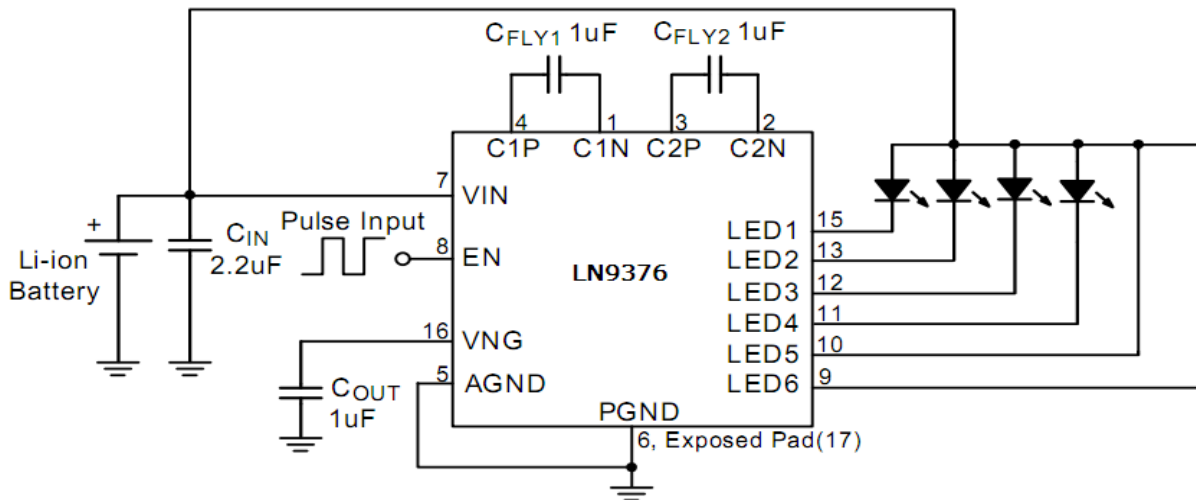 CFLY1 1uF
CFLY2 1uF
4
1
3
2
C1P
C1N
C2P
C2N
7
VIN
+
Pulse Input
CIN
2.2uF
8
EN
Li-ion
Battery
LN9376
LED1
15
LED2
13
LED3
12
LED4
11
LED5
10
LED6
9
16
VNG
5
AGND
COUT
1uF
PGND
6, Exposed Pad(17)